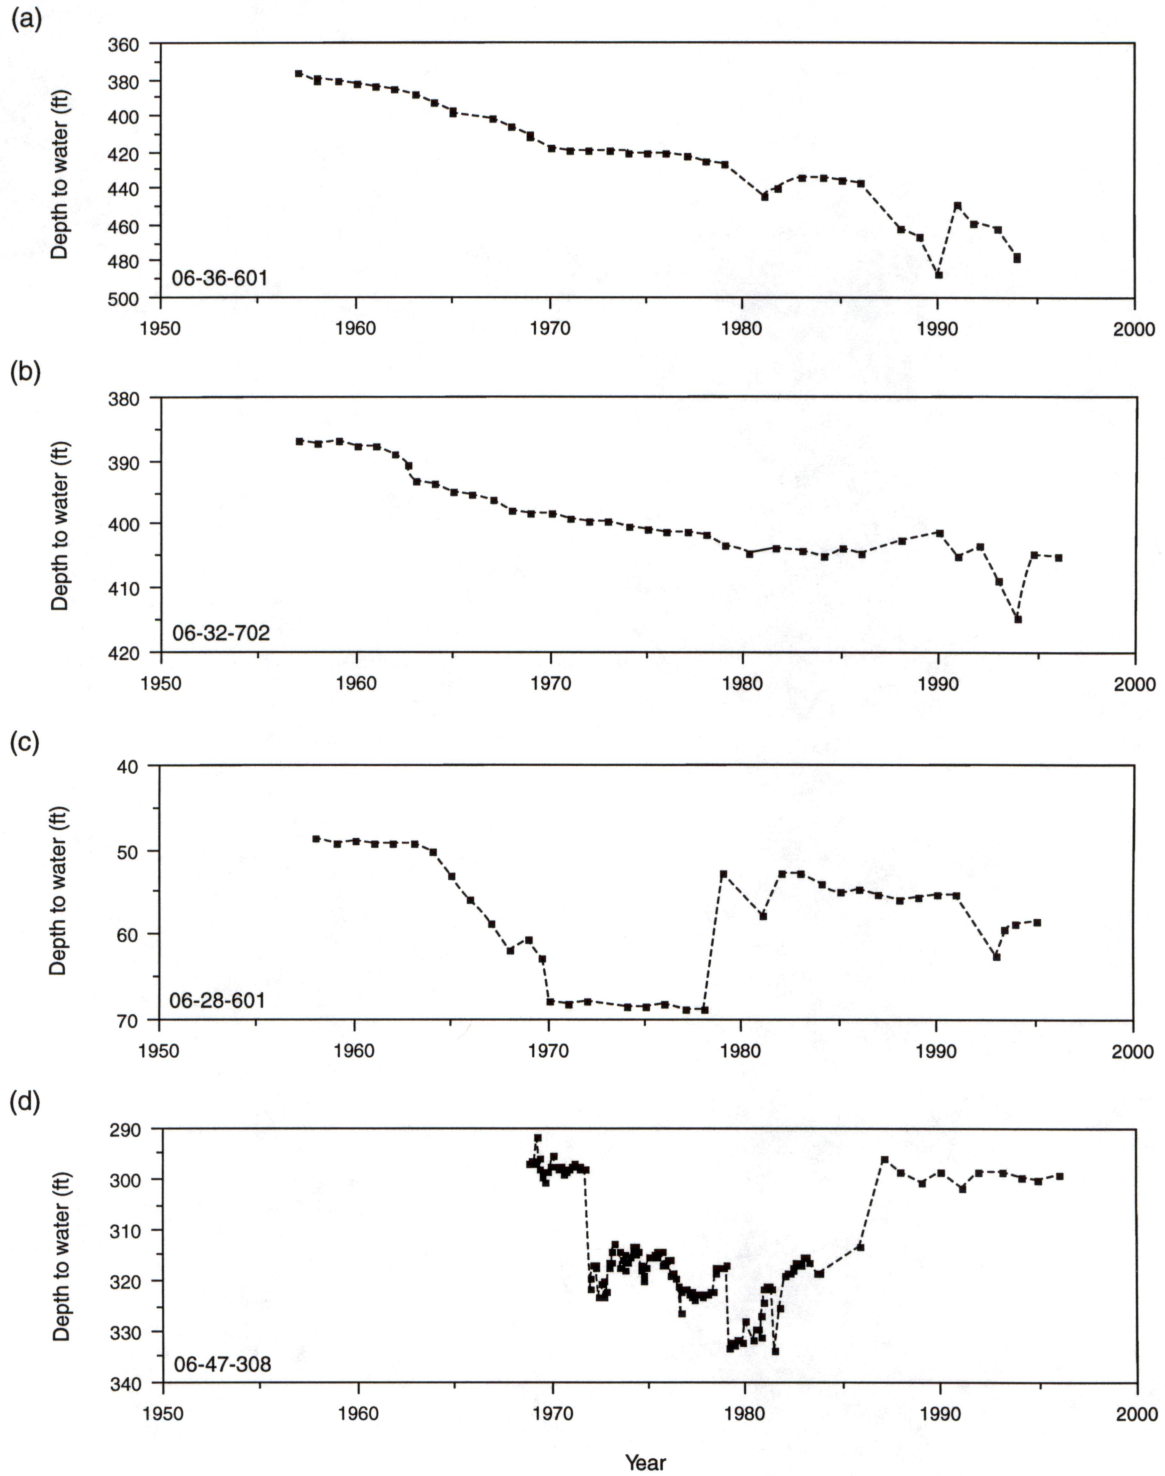 (a)
360
380
400
420
440
460
480
500
Depth to water (ft)
06-36-601
1950 1960 1970 1980 1990 2000
(b)
380
390
400
410
420
Depth to water (ft)
06-32-702
1950 1960 1970 1980 1990 2000
(c)
40
50
60
70
Depth to water (ft)
06-28-601
1950 1960 1970 1980 1990 2000
(d)
290
300
310
320
330
340
Depth to water (ft)
06-47-308
1950 1960 1970 1980 1990 2000
Year